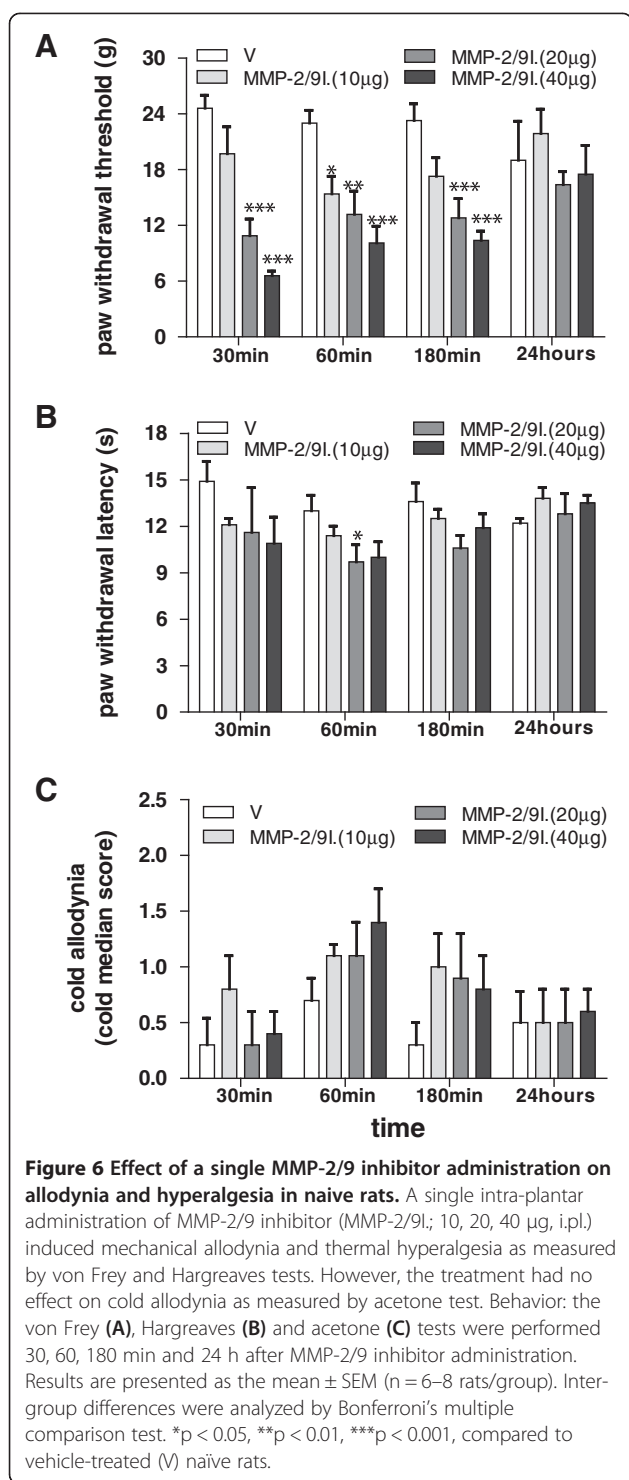 A
V
MMP-2/9I.(10µg)
MMP-2/9I.(20µg)
MMP-2/9I.(40µg)
paw withdrawal threshold (g)
30
24
18
12
6
0
***
***
*
**
***
***
***
30min
60min
180min
24hours
B
V
MMP-2/9I.(10µg)
MMP-2/9I.(20µg)
MMP-2/9I.(40µg)
paw withdrawal latency (s)
18
15
12
9
6
3
0
*
30min
60min
180min
24hours
C
V
MMP-2/9I.(10µg)
MMP-2/9I.(20µg)
MMP-2/9I.(40µg)
cold allodynia
(cold median score)
2.5
2.0
1.5
1.0
0.5
0.0
30min
60min
180min
24hours
time
Figure 6 Effect of a single MMP-2/9 inhibitor administration on
allodynia and hyperalgesia in naive rats. A single intra-plantar
administration of MMP-2/9 inhibitor (MMP-2/9I.; 10, 20, 40 µg, i.pl.)
induced mechanical allodynia and thermal hyperalgesia as measured
by von Frey and Hargreaves tests. However, the treatment had no
effect on cold allodynia as measured by acetone test. Behavior: the
von Frey (A), Hargreaves (B) and acetone (C) tests were performed
30, 60, 180 min and 24 h after MMP-2/9 inhibitor administration.
Results are presented as the mean ± SEM (n = 6–8 rats/group). Inter-
group differences were analyzed by Bonferroni's multiple
comparison test. *p < 0.05, **p < 0.01, ***p < 0.001, compared to
vehicle-treated (V) naïve rats.